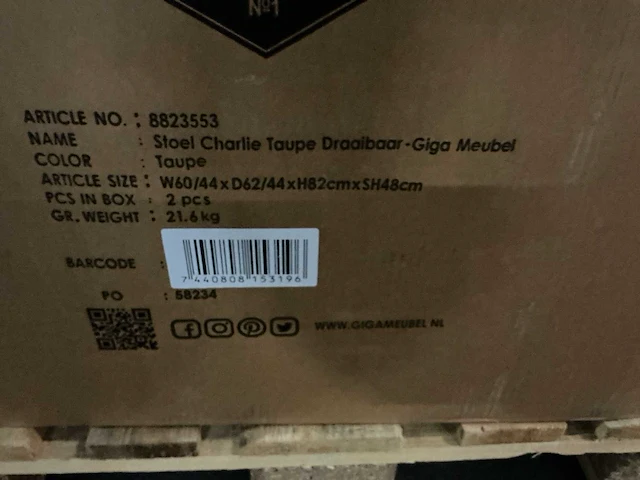 Nº1
ARTICLE NO. : 8823553
NAME : Stoel Charlie Taupe Draaibaar-Giga Meubel
COLOR : Taupe
ARTICLE SIZE : W60/44xD62/44xH82cmxSH48cm
PCS IN BOX : 2 pcs
GR.WEIGHT : 21.6kg
BARCODE :
7 440808 153196
PO : 58234
WWW.GIGAMEUBEL.NL